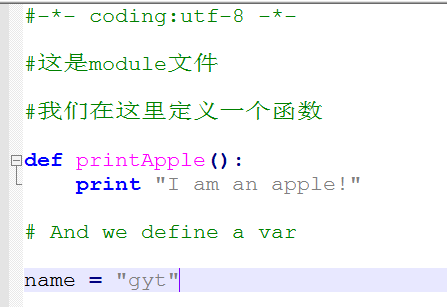 #-*- coding:utf-8 -*-
#这是module文件
#我们在这里定义一个函数
def printApple():
    print "I am an apple!"
# And we define a var
name = "gyt"